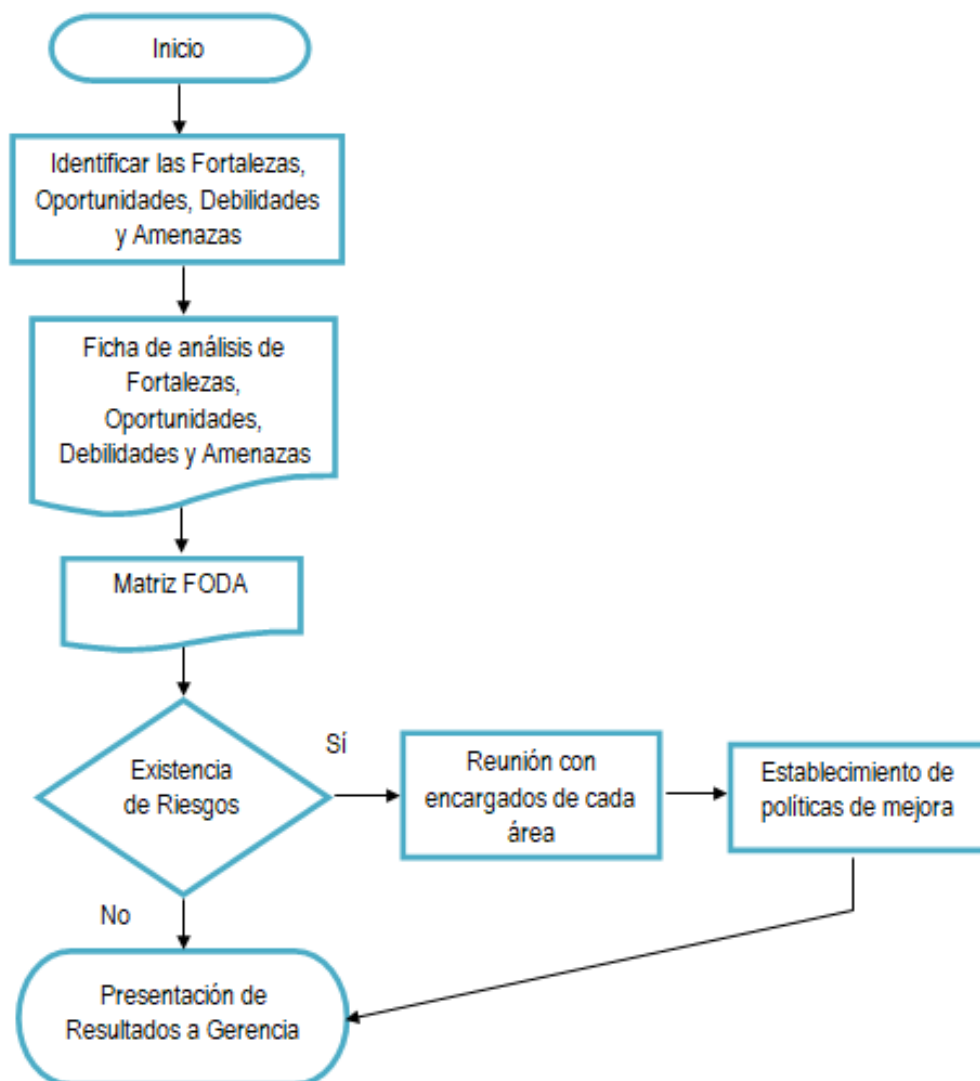 Inicio
Identificar las Fortalezas,
Oportunidades, Debilidades
y Amenazas
Ficha de análisis de
Fortalezas,
Oportunidades,
Debilidades y Amenazas
Matriz FODA
Existencia
de Riesgos
Sí
Reunión con
encargados de cada
área
Establecimiento de
políticas de mejora
No
Presentación de
Resultados a Gerencia